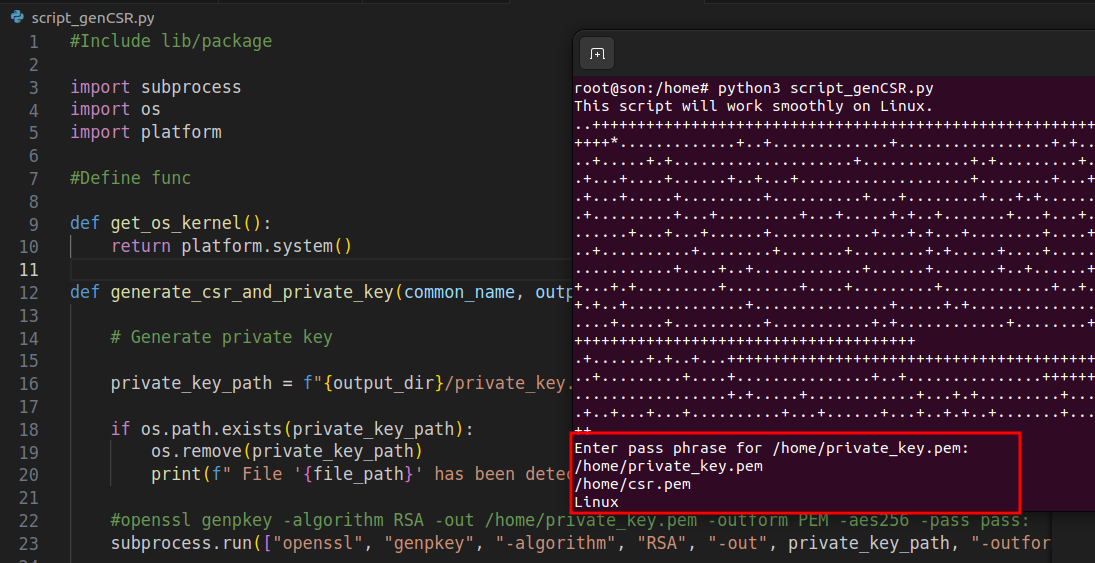 script_genCSR.py
1 #Include lib/package
2
3 import subprocess
4 import os
5 import platform
6
7 #Define func
8
9 def get_os_kernel():
10 return platform.system()
11
12 def generate_csr_and_private_key(common_name, outp
13
14 # Generate private key
15
16 private_key_path = f"{output_dir}/private_key.
17
18 if os.path.exists(private_key_path):
19 os.remove(private_key_path)
20 print(f" File '{file_path}' has been dete
21
22 #openssl genpkey -algorithm RSA -out /home/private_key.pem -outform PEM -aes256 -pass pass:
23 subprocess.run(["openssl", "genpkey", "-algorithm", "RSA", "-out", private_key_path, "-outfor
root@son:/home# python3 script_genCSR.py
This script will work smoothly on Linux.
Enter pass phrase for /home/private_key.pem:
/home/private_key.pem
/home/csr.pem
Linux